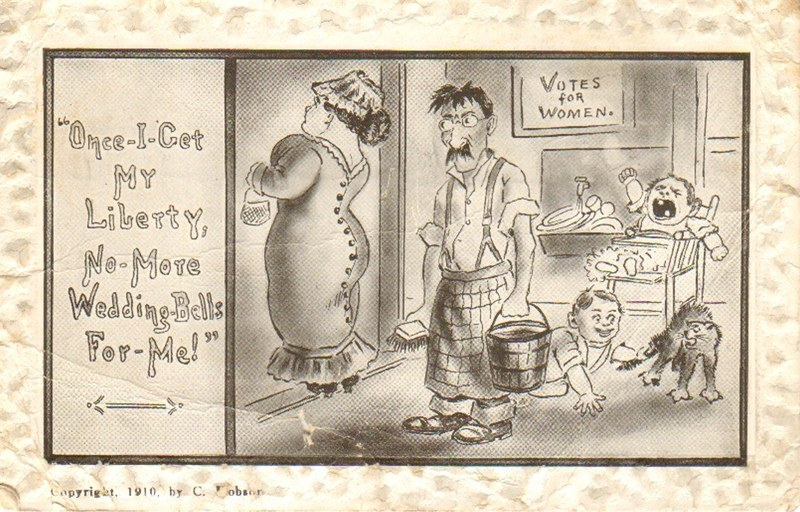 "Once-I-Get
My
Liberty,
No-More
Wedding-Bells
For-Me!"
VOTES
FOR
WOMEN.
Copyright, 1910, by C.